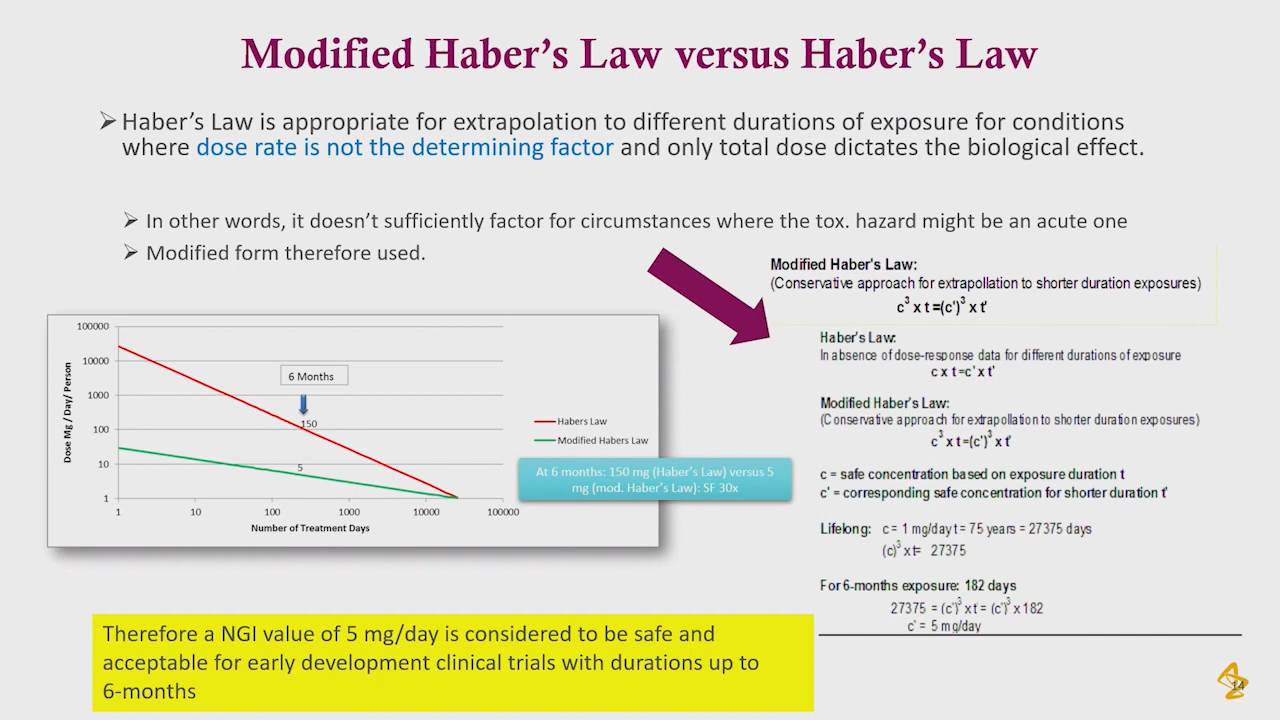 Modified Haber’s Law versus Haber’s Law
Haber’s Law is appropriate for extrapolation to different durations of exposure for conditions
where dose rate is not the determining factor and only total dose dictates the biological effect.
In other words, it doesn’t sufficiently factor for circumstances where the tox. hazard might be an acute one
Modified form therefore used.
Modified Haber's Law:
(Conservative approach for extrapollation to shorter duration exposures)
c³ x t =(c')³ x t'
Haber's Law:
In absence of dose-response data for different durations of exposure
c x t =c' x t'
Modified Haber's Law:
(Conservative approach for extrapollation to shorter duration exposures)
c³ x t =(c')³ x t'
c = safe concentration based on exposure duration t
c' = corresponding safe concentration for shorter duration t'
Lifelong: c = 1 mg/day t = 75 years = 27375 days
(c)³ x t= 27375
For 6-months exposure: 182 days
27375 = (c')³ x t = (c')³ x 182
c' = 5 mg/day
Dose Mg / Day/ Person
100000
10000
1000
100
10
1
6 Months
150
5
1 10 100 1000 10000 100000
Number of Treatment Days
Habers Law
Modified Habers Law
At 6 months: 150 mg (Haber’s Law) versus 5
mg (mod. Haber’s Law): SF 30x
Therefore a NGI value of 5 mg/day is considered to be safe and
acceptable for early development clinical trials with durations up to
6-months
14